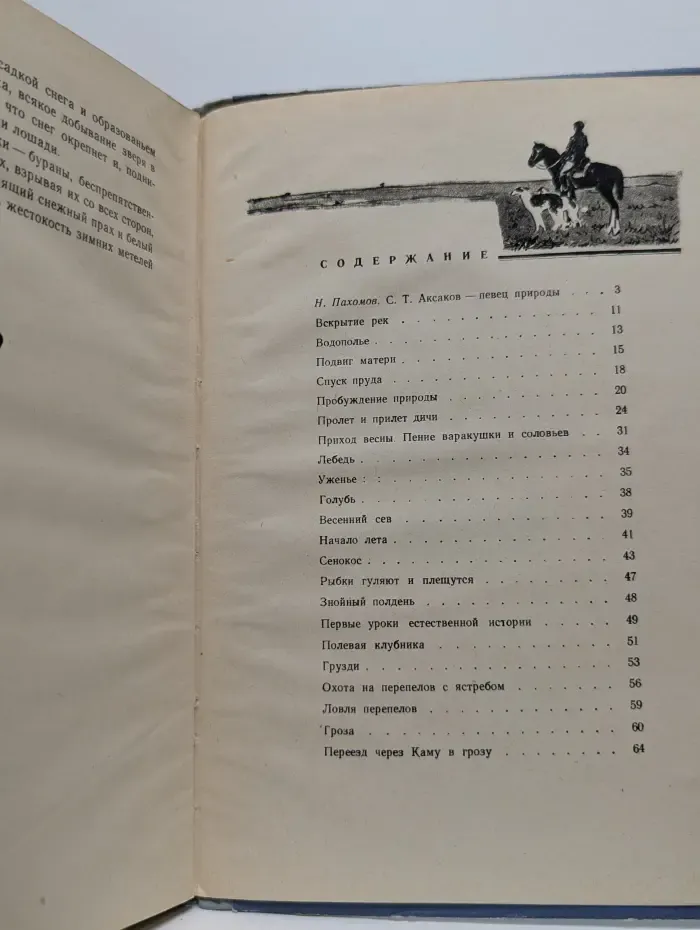 садкой снега и образованьем
всякое добывание зверя в
что снег окрепнет и, подни-
и лошади.
ки — бураны, беспрепятствен-
х, взрывая их со всех сторон,
ящий снежный прах и белый
жестокость зимних метелей
СОДЕРЖАНИЕ
Н. Пахомов. С. Т. Аксаков — певец природы . . . 3
Вскрытие рек . . . . . . . . . . . 11
Водополье . . . . . . . . . . . . 13
Подвиг матери . . . . . . . . . . . 15
Спуск пруда . . . . . . . . . . . 18
Пробуждение природы . . . . . . . . . 20
Пролет и прилет дичи . . . . . . . . . 24
Приход весны. Пение варакушки и соловьев . . 31
Лебедь . . . . . . . . . . . . . 34
Уженье : : . . . . . . . . . . . 35
Голубь . . . . . . . . . . . . . 38
Весенний сев . . . . . . . . . . . 39
Начало лета . . . . . . . . . . . . 41
Сенокос . . . . . . . . . . . . . 43
Рыбки гуляют и плещутся . . . . . . . . 47
Знойный полдень . . . . . . . . . . 48
Первые уроки естественной истории . . . . . 49
Полевая клубника . . . . . . . . . . 51
Грузди . . . . . . . . . . . . . 53
Охота на перепелов с ястребом . . . . . . 56
Ловля перепелов . . . . . . . . . . 59
Гроза . . . . . . . . . . . . . 60
Переезд через Каму в грозу . . . . . . . 64